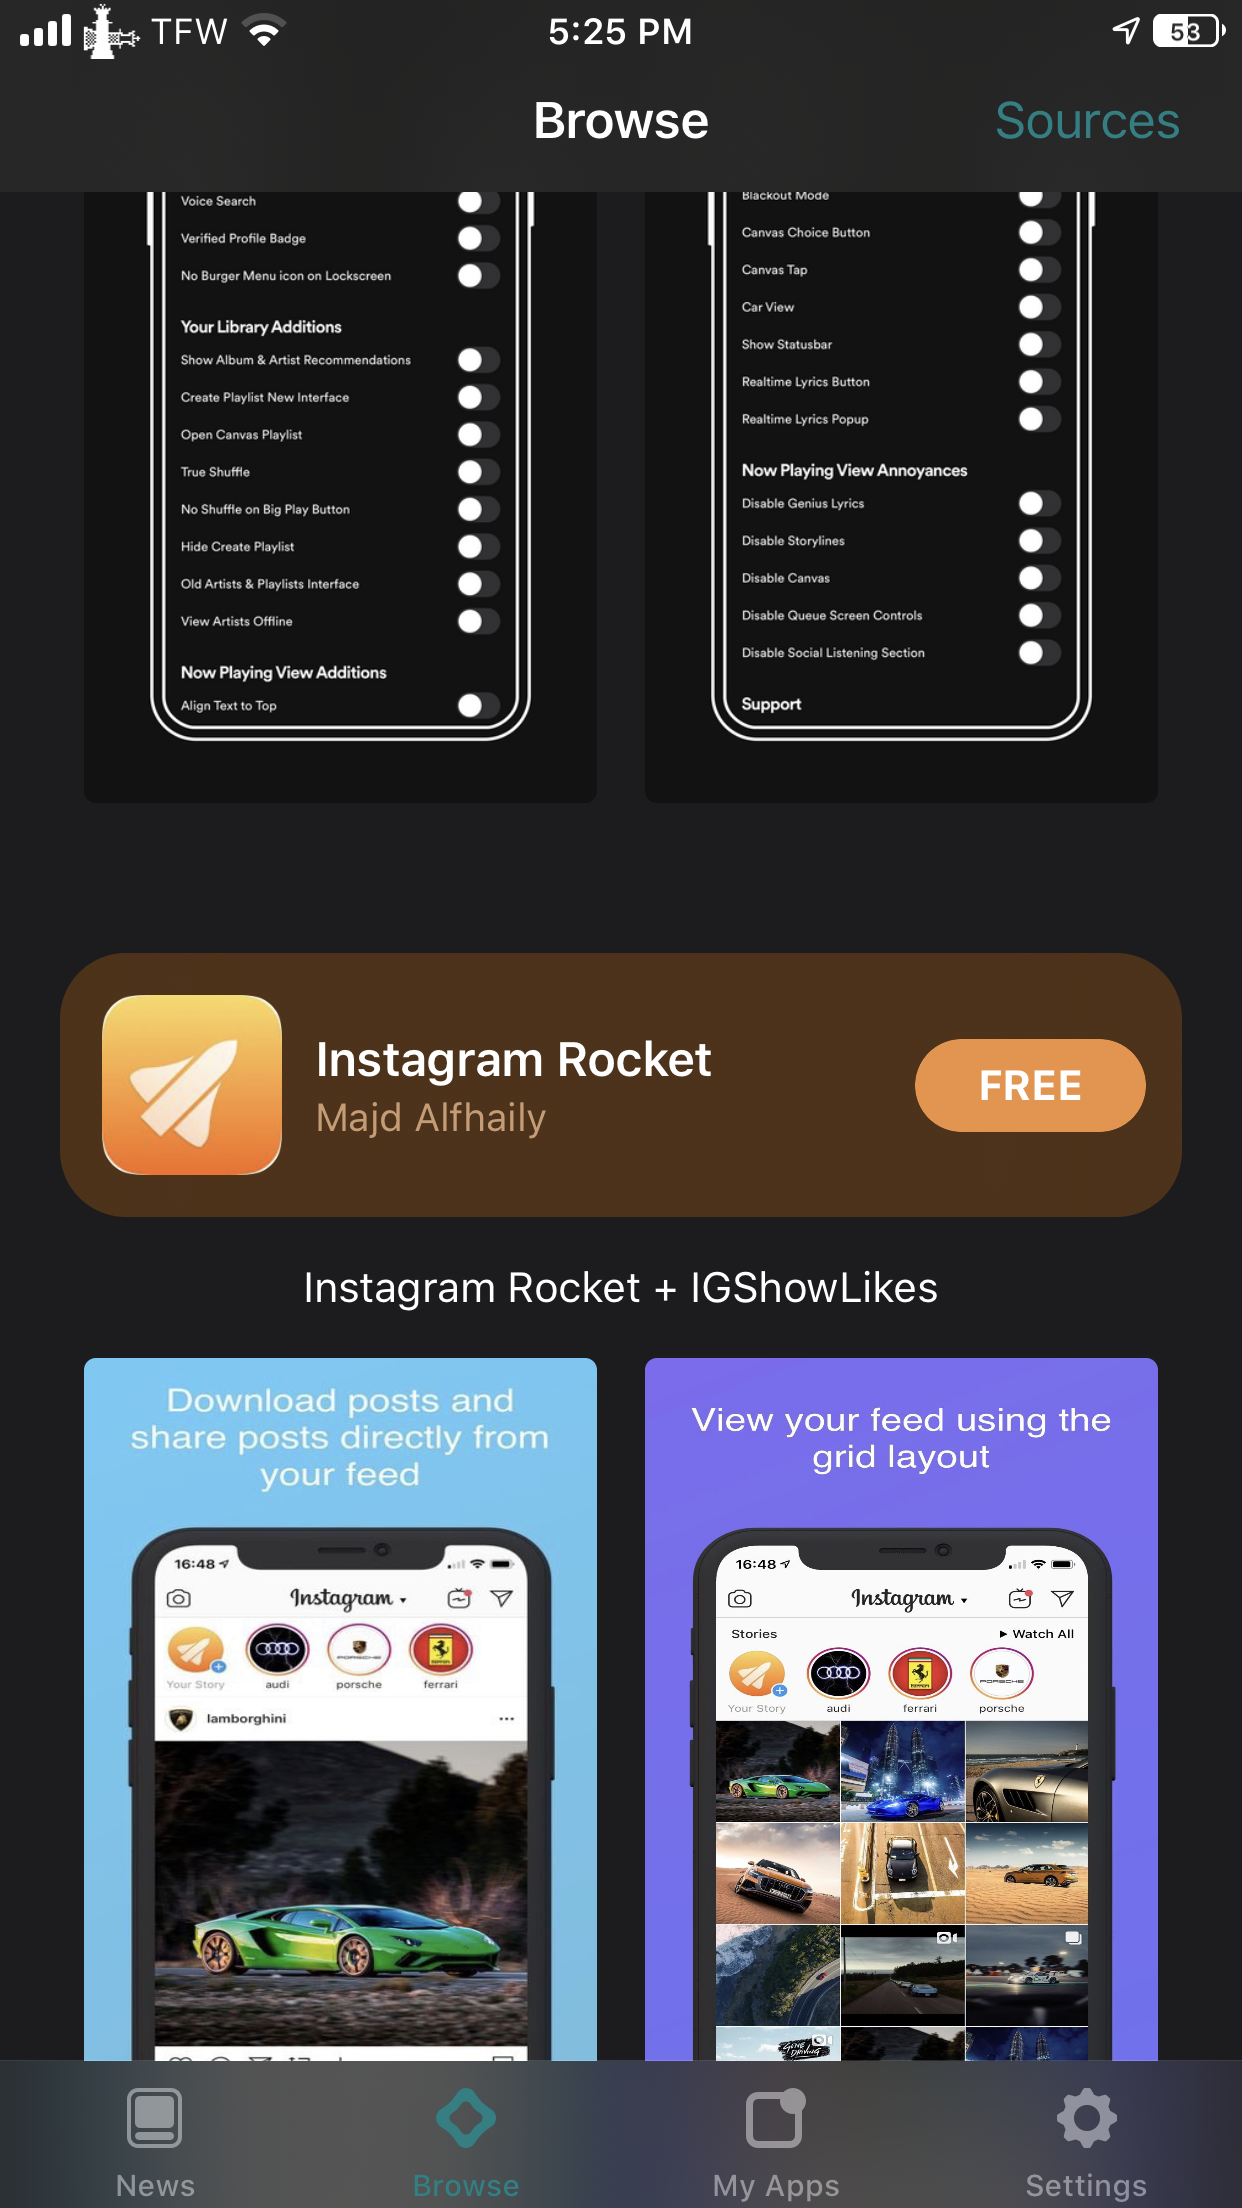 TFW
5:25 PM
53
Browse
Sources
Voice Search
Verified Profile Badge
No Burger Menu icon on Lockscreen
Your Library Additions
Show Album & Artist Recommendations
Create Playlist New Interface
Open Canvas Playlist
True Shuffle
No Shuffle on Big Play Button
Hide Create Playlist
Old Artists & Playlists Interface
View Artists Offline
Now Playing View Additions
Align Text to Top
Blackout Mode
Canvas Choice Button
Canvas Tap
Car View
Show Statusbar
Realtime Lyrics Button
Realtime Lyrics Popup
Now Playing View Annoyances
Disable Genius Lyrics
Disable Storylines
Disable Canvas
Disable Queue Screen Controls
Disable Social Listening Section
Support
Instagram Rocket
Majd Alfhaily
FREE
Instagram Rocket + IGShowLikes
Download posts and
share posts directly from
your feed
16:48
Instagram
Your Story
audi
porsche
ferrari
lamborghini
View your feed using the
grid layout
16:48
Instagram
Stories
Watch All
Your Story
audi
ferrari
porsche
News
Browse
My Apps
Settings